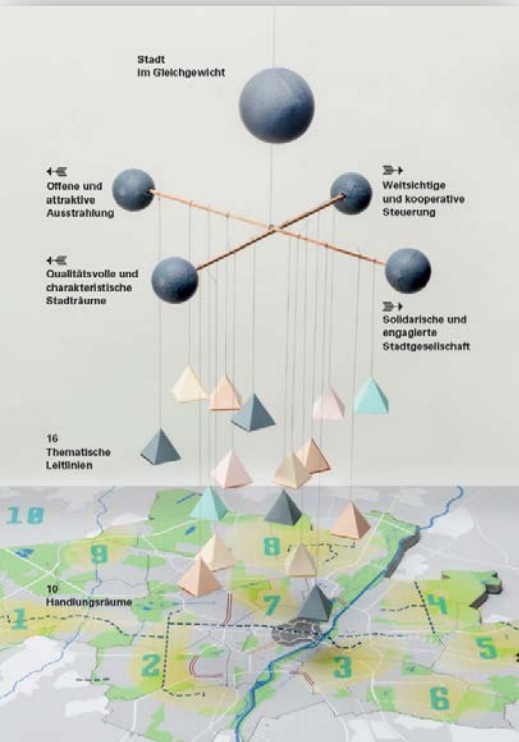 Stadt
im Gleichgewicht
Offene und
attraktive
Ausstrahlung
Weitsichtige
und kooperative
Steuerung
Qualitätsvolle und
charakteristische
Stadträume
Solidarische und
engagierte
Stadtgesellschaft
16
Thematische
Leitlinien
10
9
8
10
Handlungsräume
1
7
4
2
3
5
6